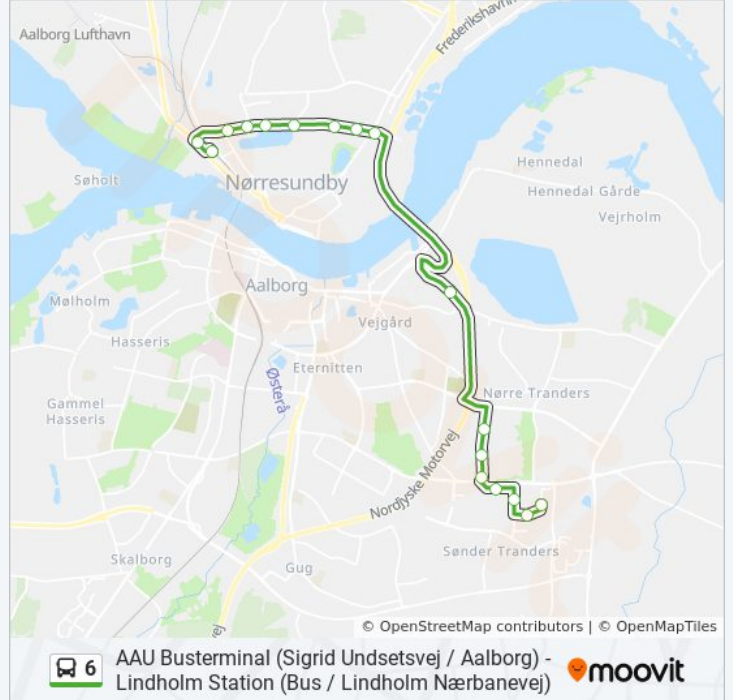 Aalborg Lufthavn
Frederikshavn
Hennedal
Søholt
Nørresundby
Hennedal Gårde
Vejrholm
Aalborg
Mølholm
Vejgård
Hasseris
Eternitten
Østerå
Nørre Tranders
Gammel
Hasseris
Nordjyske Motorvej
Sønder Tranders
Skalborg
Gug
vej
© OpenStreetMap contributors | © OpenMapTiles
6
AAU Busterminal (Sigrid Undsetsvej / Aalborg) -
Lindholm Station (Bus / Lindholm Nærbanevej)
moovit